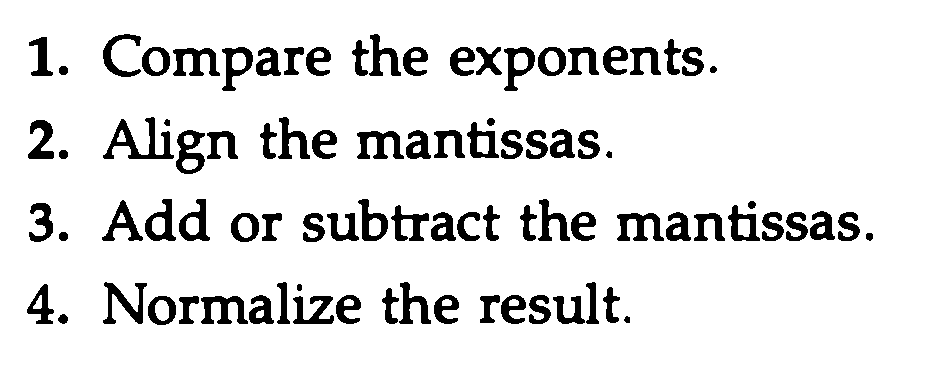 1. Compare the exponents.
2. Align the mantissas.
3. Add or subtract the mantissas.
4. Normalize the result.